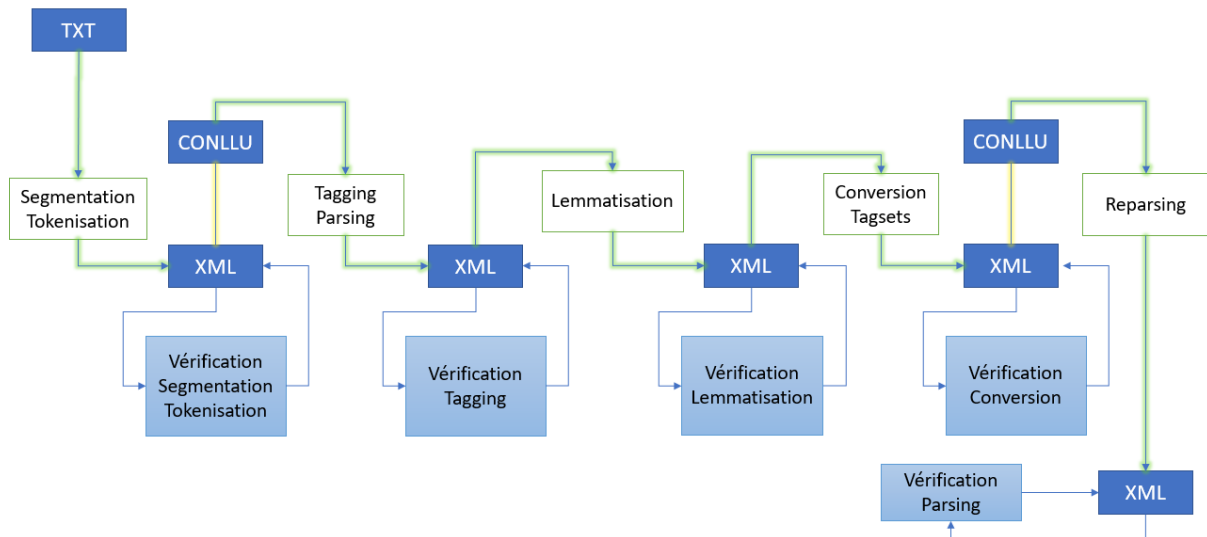 TXT
CONLLU
CONLLU
Segmentation
Tokenisation
Tagging
Parsing
Lemmatisation
Conversion
Tagsets
Reparsing
XML
XML
XML
XML
Vérification
Segmentation
Tokenisation
Vérification
Tagging
Vérification
Lemmatisation
Vérification
Conversion
Vérification
Parsing
XML